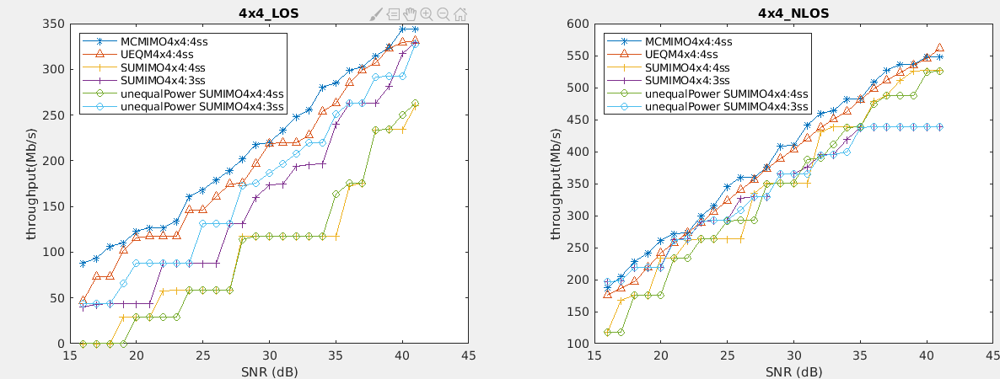 4x4_LOS
350
300
250
200
150
100
50
0
throughput(Mb/s)
MCMIMO4x4:4ss
UEQM4x4:4ss
SUMIMO4x4:4ss
SUMIMO4x4:3ss
unequalPower SUMIMO4x4:4ss
unequalPower SUMIMO4x4:3ss
15 20 25 30 35 40 45
SNR (dB)
4x4_NLOS
600
550
500
450
400
350
300
250
200
150
100
throughput(Mb/s)
MCMIMO4x4:4ss
UEQM4x4:4ss
SUMIMO4x4:4ss
SUMIMO4x4:3ss
unequalPower SUMIMO4x4:4ss
unequalPower SUMIMO4x4:3ss
15 20 25 30 35 40 45
SNR (dB)